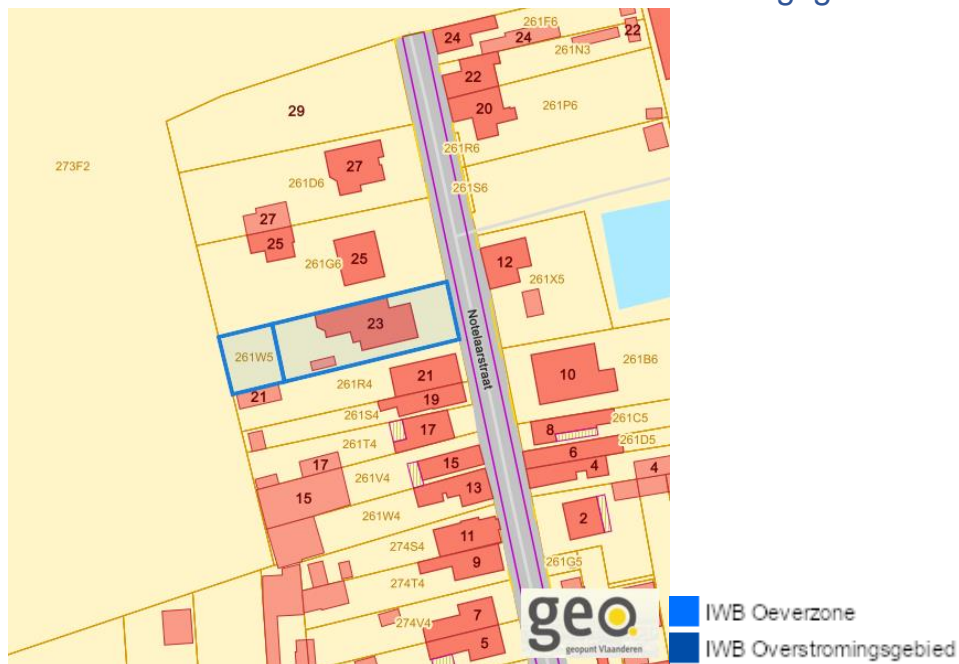 24
261F6
24
22
261N3
22
20
261P6
29
261R6
273F2
27
261D6
261S6
27
25
25
261G6
12
261X5
23
Notelaarstraat
261W5
261B6
10
21
261R4
21
19
261S4
261C5
8
17
261T4
261D5
6
15
4
4
17
261V4
13
15
261W4
2
11
274S4
9
261G5
274T4
7
274V4
5
geo
geopunt Vlaanderen
IWB Oeverzone
IWB Overstromingsgebied